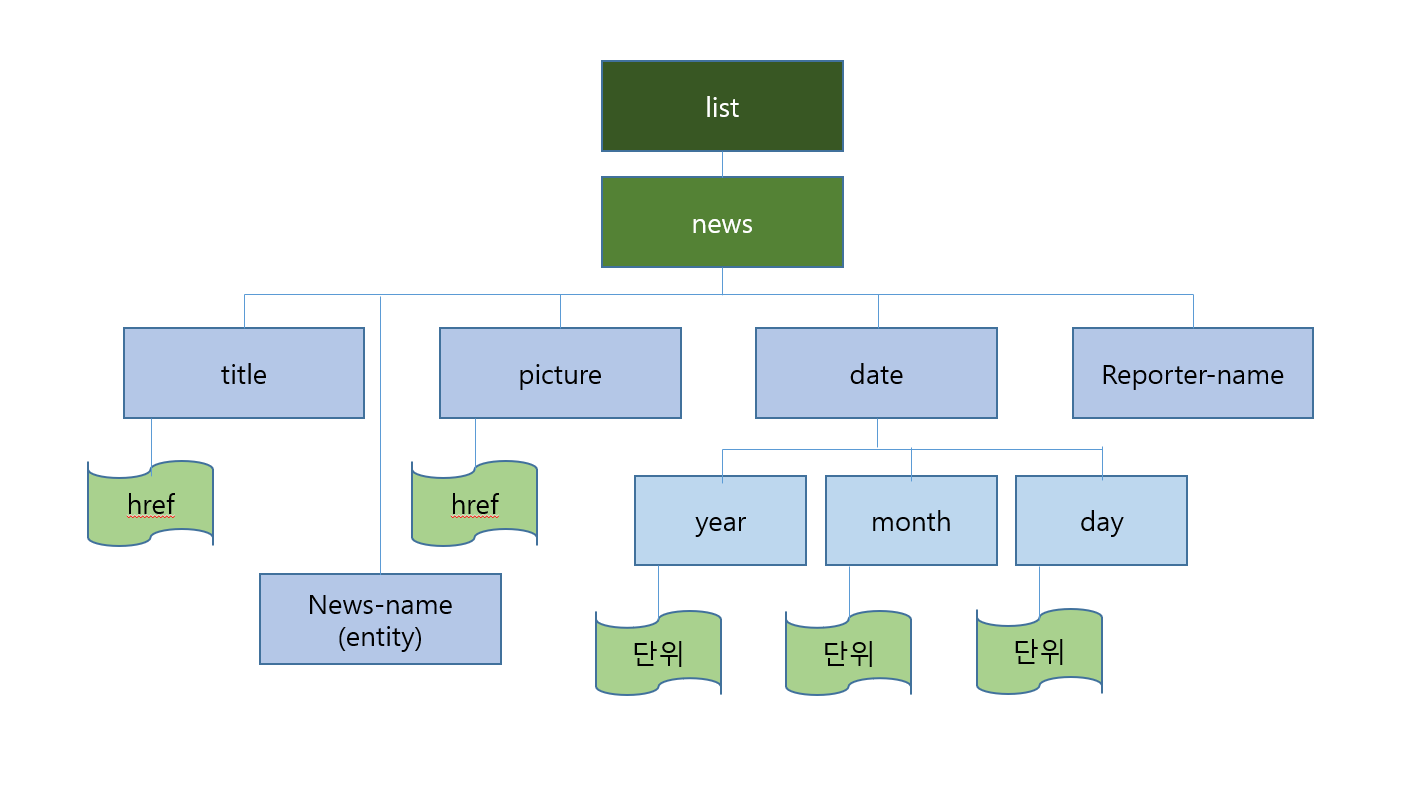 list
news
title
picture
date
Reporter-name
href
href
year
month
day
News-name
(entity)
단위
단위
단위